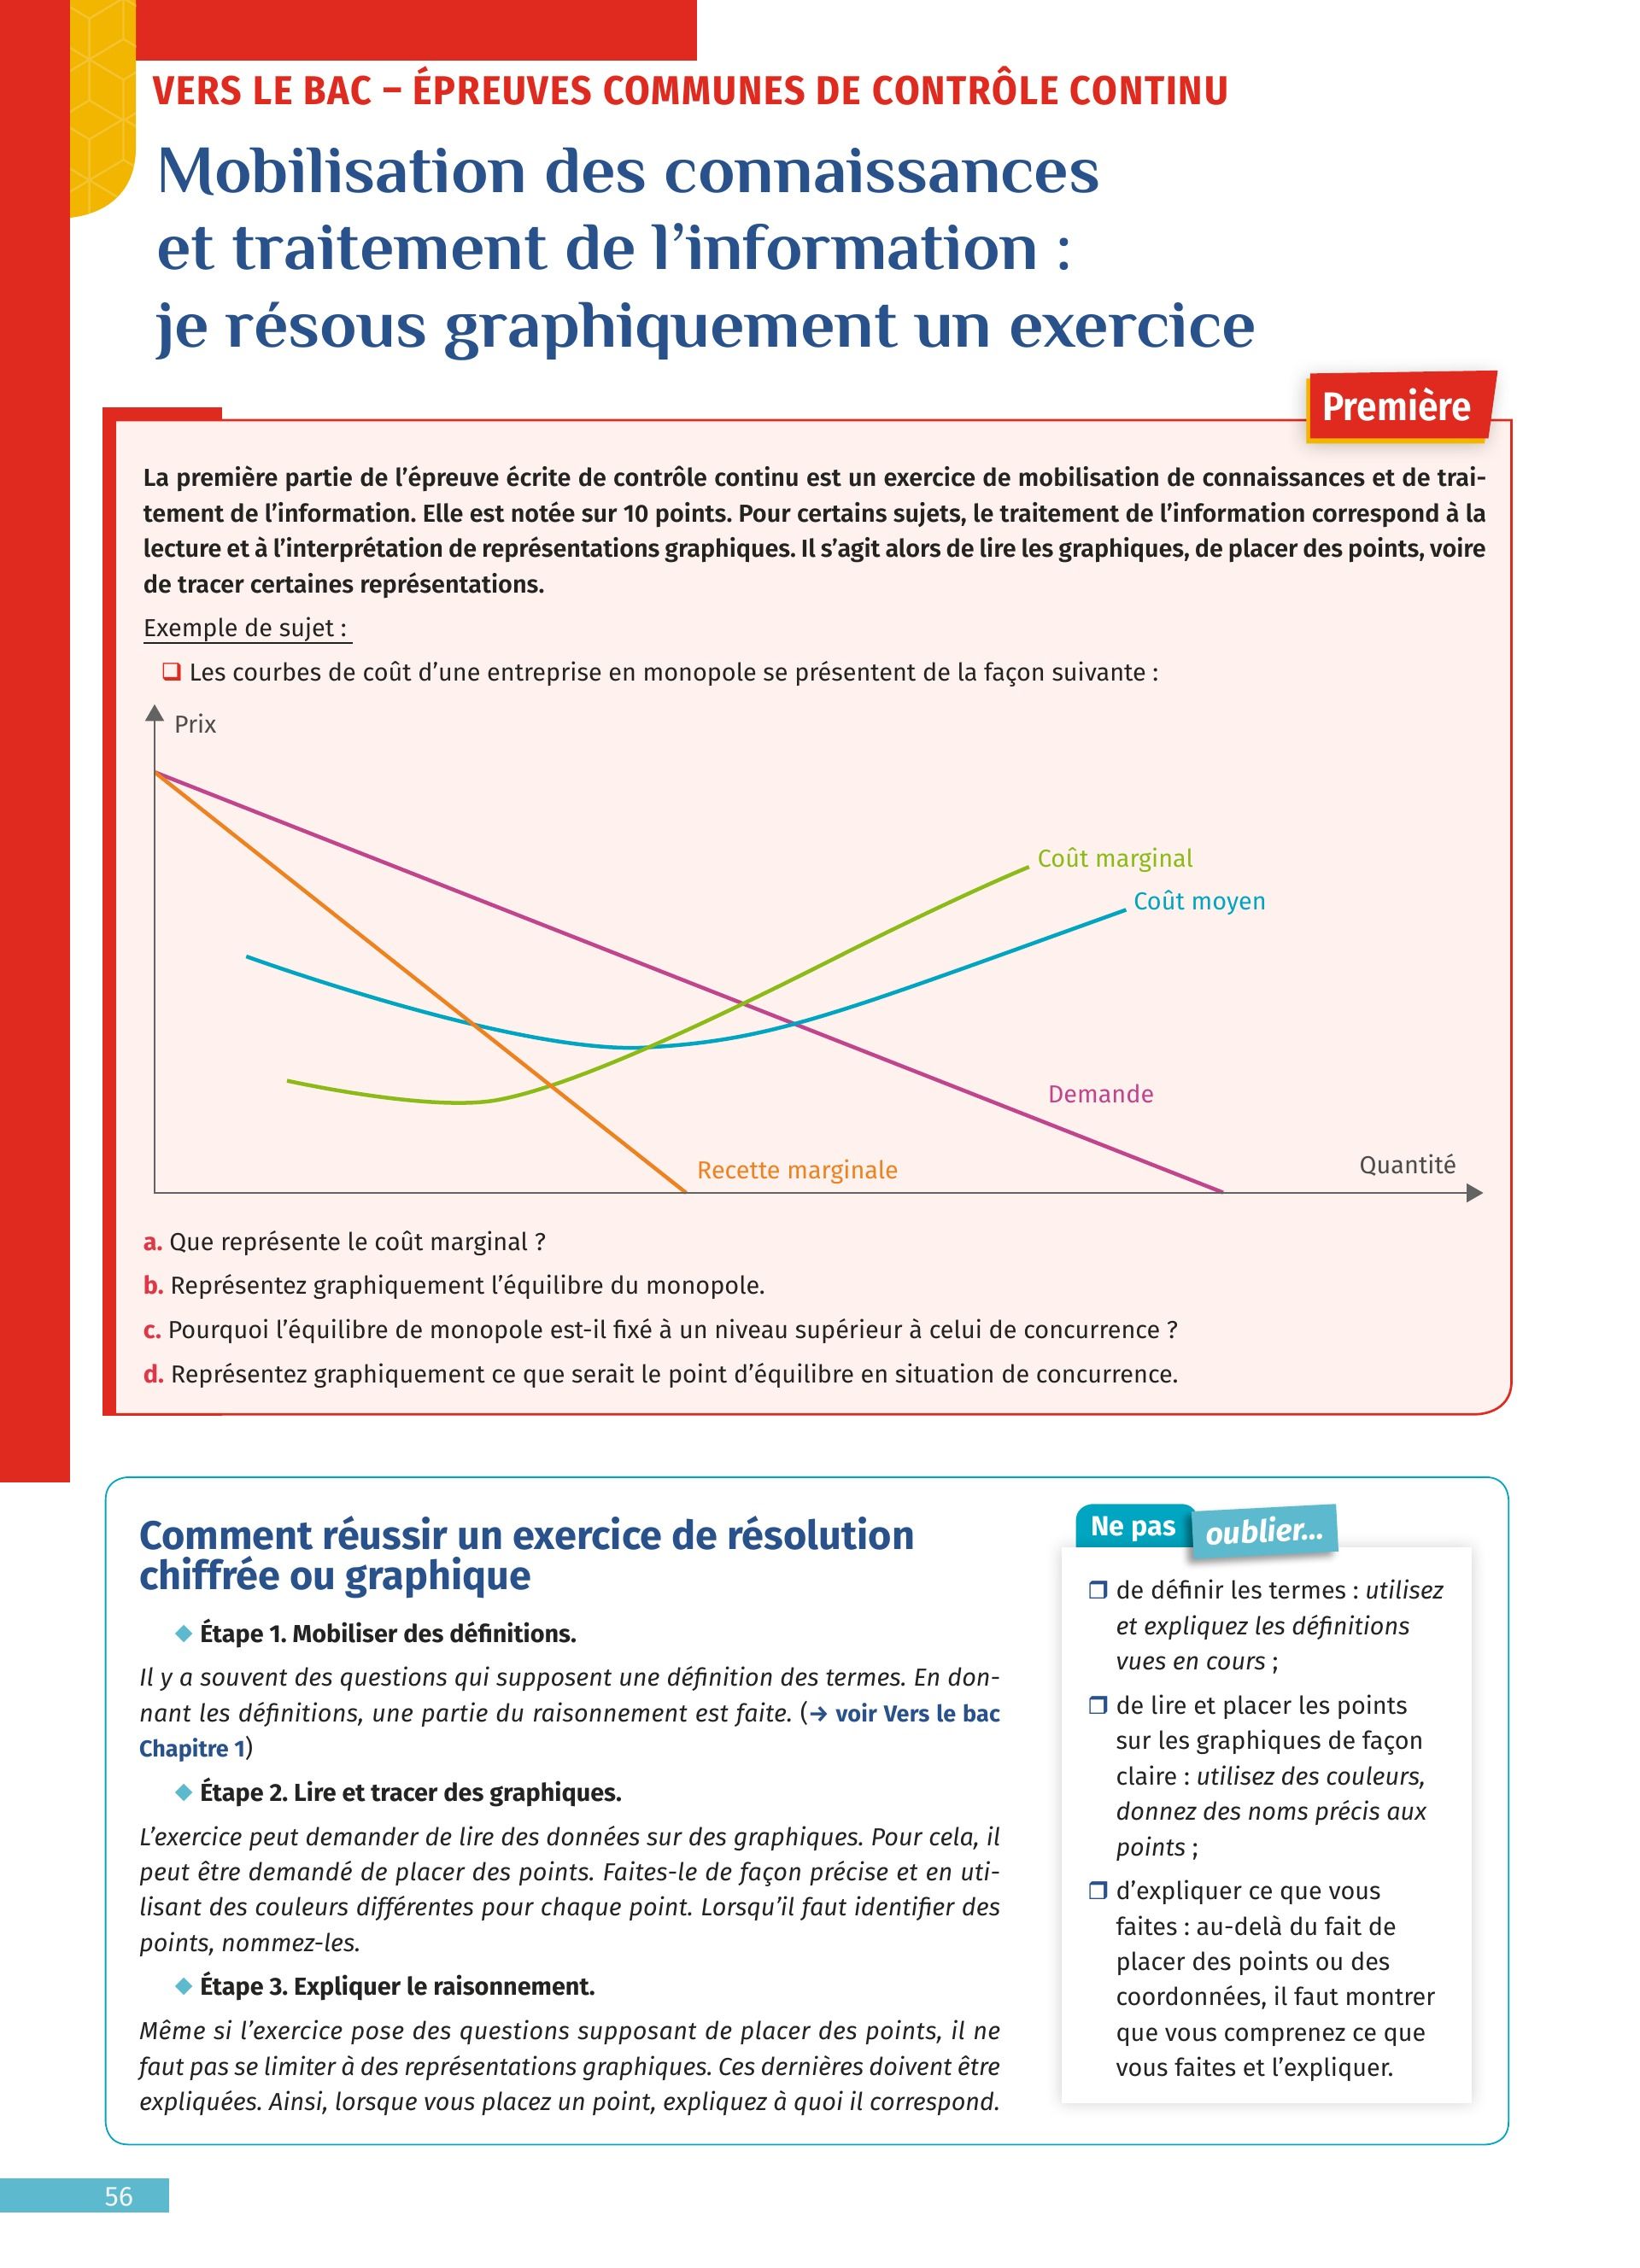 VERS LE BAC – ÉPREUVES COMMUNES DE CONTRÔLE CONTINU
Mobilisation des connaissances
et traitement de l’information :
je résous graphiquement un exercice
Première
La première partie de l’épreuve écrite de contrôle continu est un exercice de mobilisation de connaissances et de trai-
tement de l’information. Elle est notée sur 10 points. Pour certains sujets, le traitement de l’information correspond à la
lecture et à l’interprétation de représentations graphiques. Il s’agit alors de lire les graphiques, de placer des points, voire
de tracer certaines représentations.
Exemple de sujet :
❑ Les courbes de coût d’une entreprise en monopole se présentent de la façon suivante :
Prix
Coût marginal
Coût moyen
Demande
Quantité
Recette marginale
a. Que représente le coût marginal ?
b. Représentez graphiquement l’équilibre du monopole.
c. Pourquoi l’équilibre de monopole est-il fixé à un niveau supérieur à celui de concurrence ?
d. Représentez graphiquement ce que serait le point d’équilibre en situation de concurrence.
Comment réussir un exercice de résolution
chiffrée ou graphique
◆ Étape 1. Mobiliser des définitions.
Il y a souvent des questions qui supposent une définition des termes. En don-
nant les définitions, une partie du raisonnement est faite. (→ voir Vers le bac
Chapitre 1)
◆ Étape 2. Lire et tracer des graphiques.
L’exercice peut demander de lire des données sur des graphiques. Pour cela, il
peut être demandé de placer des points. Faites-le de façon précise et en uti-
lisant des couleurs différentes pour chaque point. Lorsqu’il faut identifier des
points, nommez-les.
◆ Étape 3. Expliquer le raisonnement.
Même si l’exercice pose des questions supposant de placer des points, il ne
faut pas se limiter à des représentations graphiques. Ces dernières doivent être
expliquées. Ainsi, lorsque vous placez un point, expliquez à quoi il correspond.
Ne pas oublier...
❐ de définir les termes : utilisez
et expliquez les définitions
vues en cours ;
❐ de lire et placer les points
sur les graphiques de façon
claire : utilisez des couleurs,
donnez des noms précis aux
points ;
❐ d’expliquer ce que vous
faites : au-delà du fait de
placer des points ou des
coordonnées, il faut montrer
que vous comprenez ce que
vous faites et l’expliquer.
56